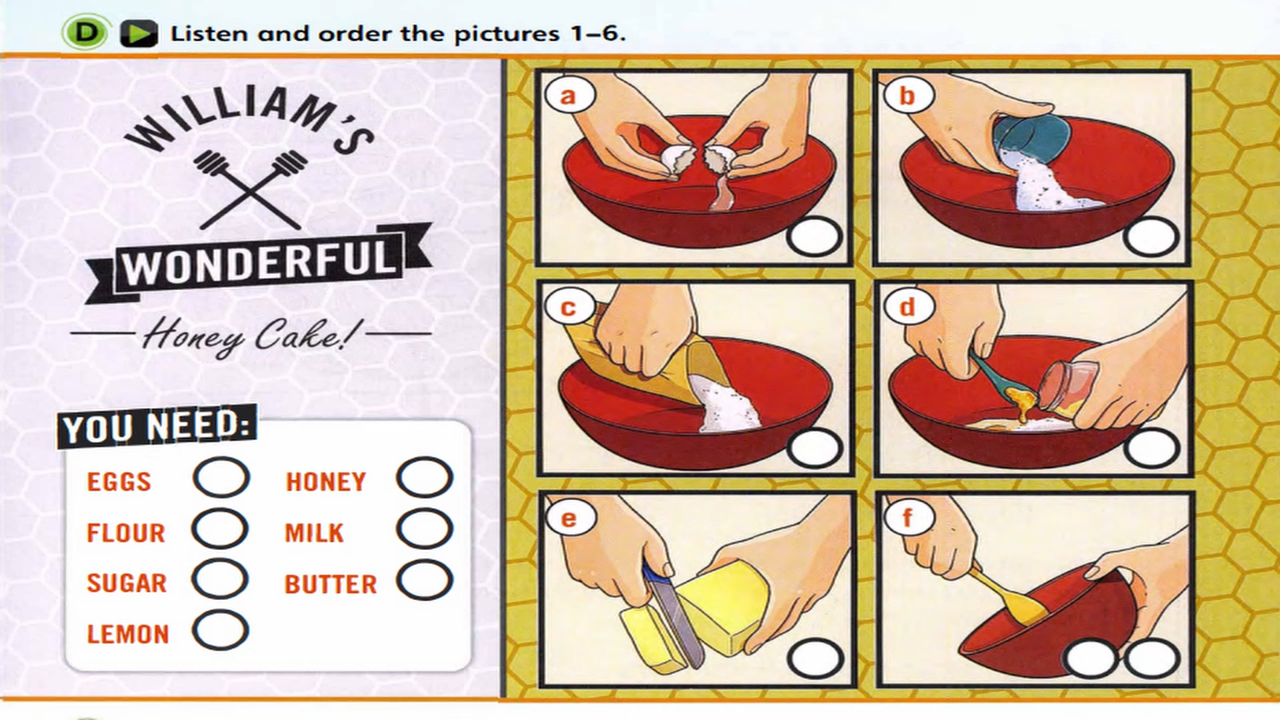 D Listen and order the pictures 1–6.
WILLIAM'S
WONDERFUL
Honey Cake!
YOU NEED:
EGGS HONEY
FLOUR MILK
SUGAR BUTTER
LEMON
a b
c d
e f